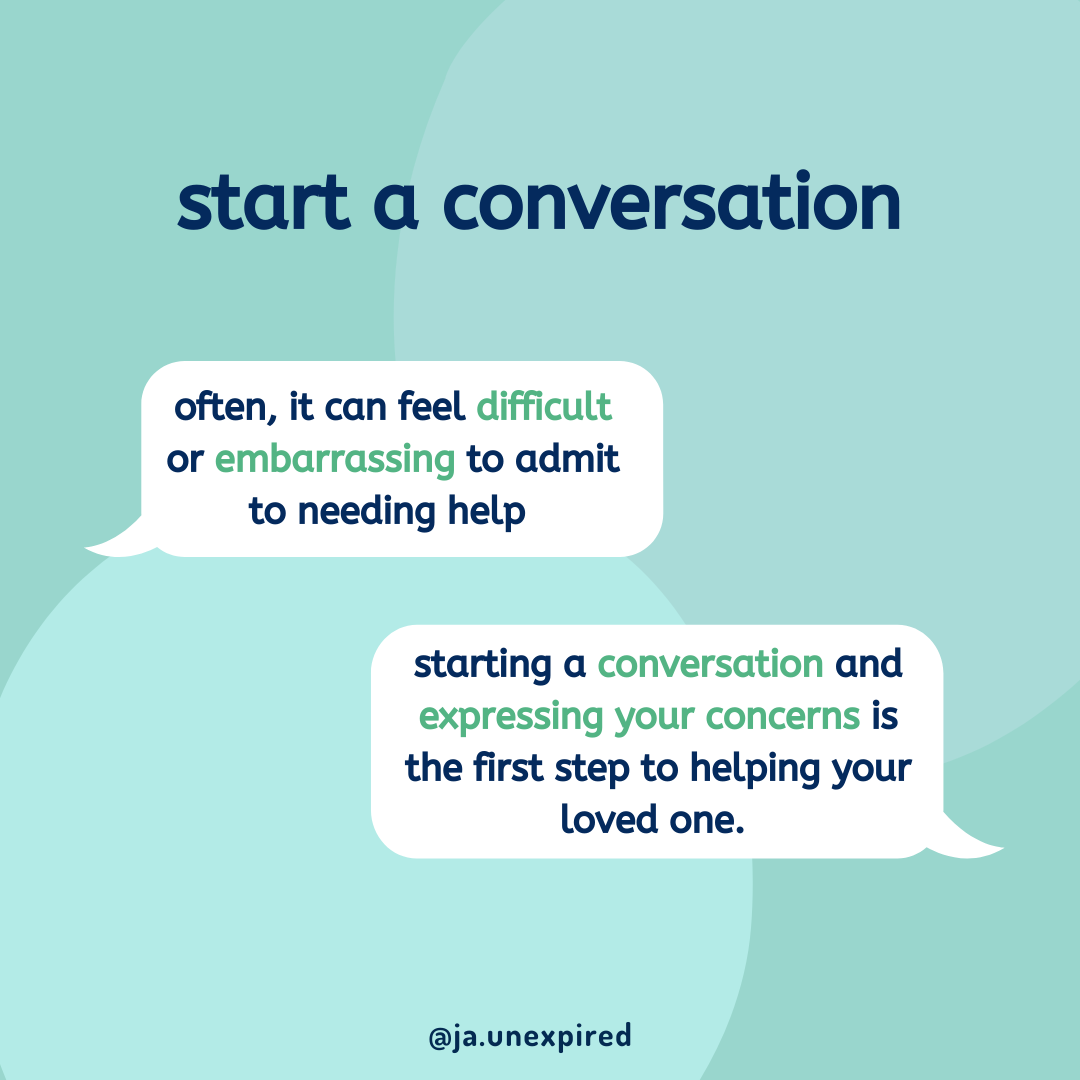 start a conversation
often, it can feel difficult
or embarrassing to admit
to needing help
starting a conversation and
expressing your concerns is
the first step to helping your
loved one.
@ja.unexpired